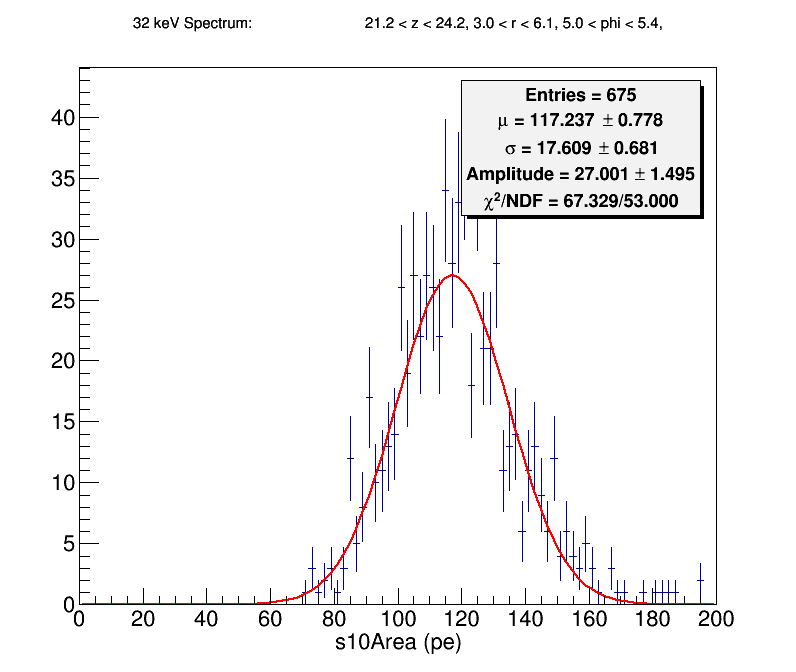 32 keV Spectrum: 21.2 < z < 24.2, 3.0 < r < 6.1, 5.0 < phi < 5.4,
Entries = 675
μ = 117.237 ± 0.778
σ = 17.609 ± 0.681
Amplitude = 27.001 ± 1.495
χ²/NDF = 67.329/53.000
40
35
30
25
20
15
10
5
0
0 20 40 60 80 100 120 140 160 180 200
s10Area (pe)